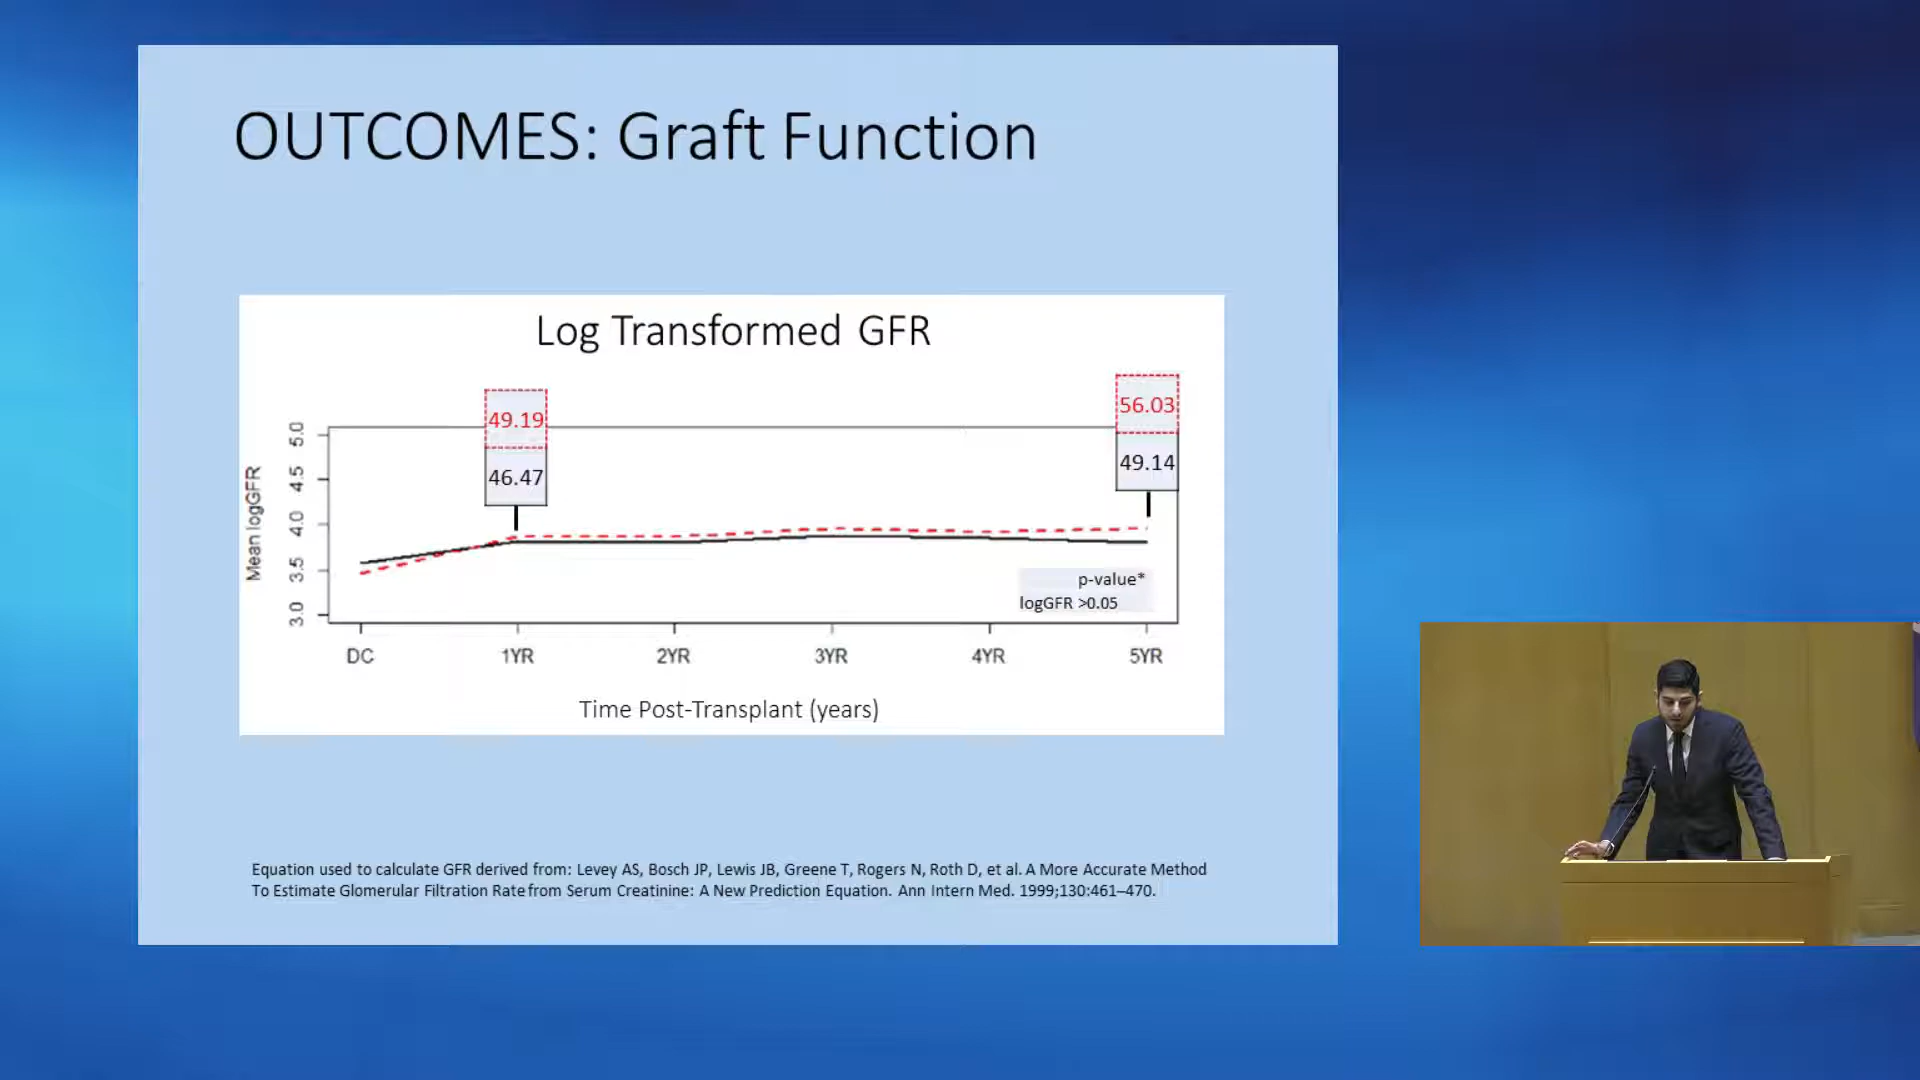 OUTCOMES: Graft Function
Log Transformed GFR
49.19
46.47
56.03
49.14
Mean logGFR
5.0
4.5
4.0
3.5
3.0
p-value*
logGFR >0.05
DC 1YR 2YR 3YR 4YR 5YR
Time Post-Transplant (years)
Equation used to calculate GFR derived from: Levey AS, Bosch JP, Lewis JB, Greene T, Rogers N, Roth D, et al. A More Accurate Method
To Estimate Glomerular Filtration Rate from Serum Creatinine: A New Prediction Equation. Ann Intern Med. 1999;130:461–470.